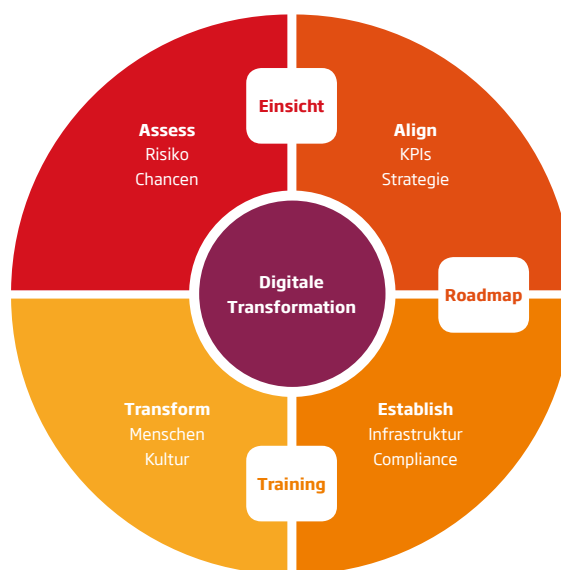 Einsicht
Assess
Risiko
Chancen
Align
KPIs
Strategie
Digitale
Transformation
Roadmap
Transform
Menschen
Kultur
Establish
Infrastruktur
Compliance
Training